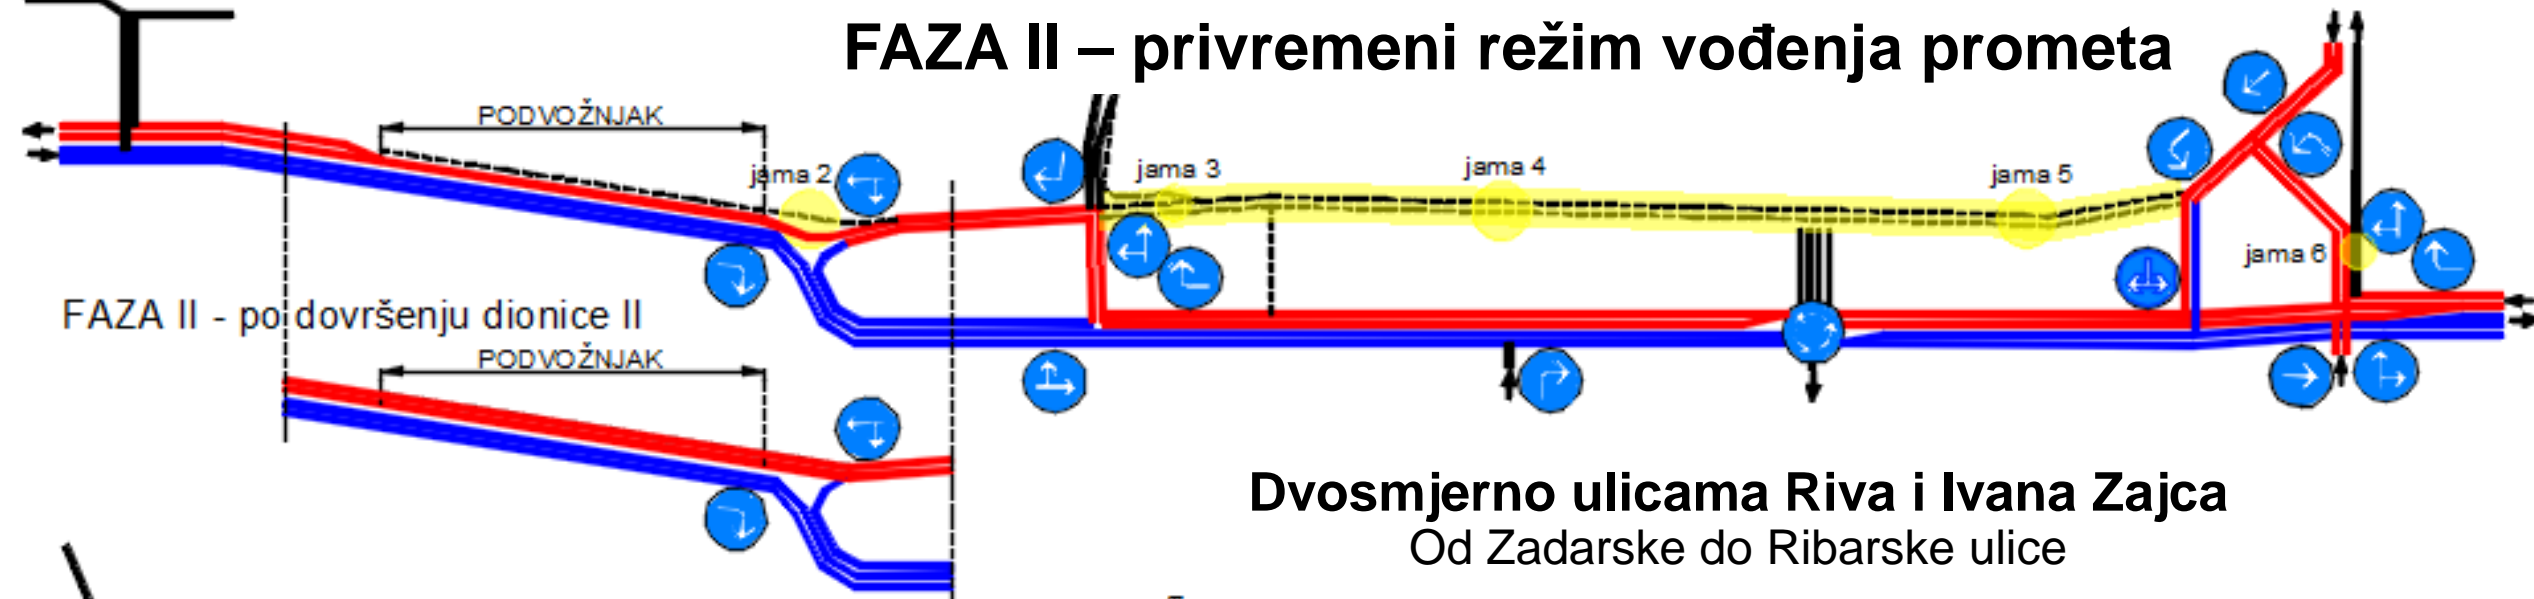 FAZA II – privremeni režim vođenja prometa
PODVOŽNJAK
jama 2
jama 3
jama 4
jama 5
jama 6
FAZA II - po dovršenju dionice II
PODVOŽNJAK
Dvosmjerno ulicama Riva i Ivana Zajca
Od Zadarske do Ribarske ulice